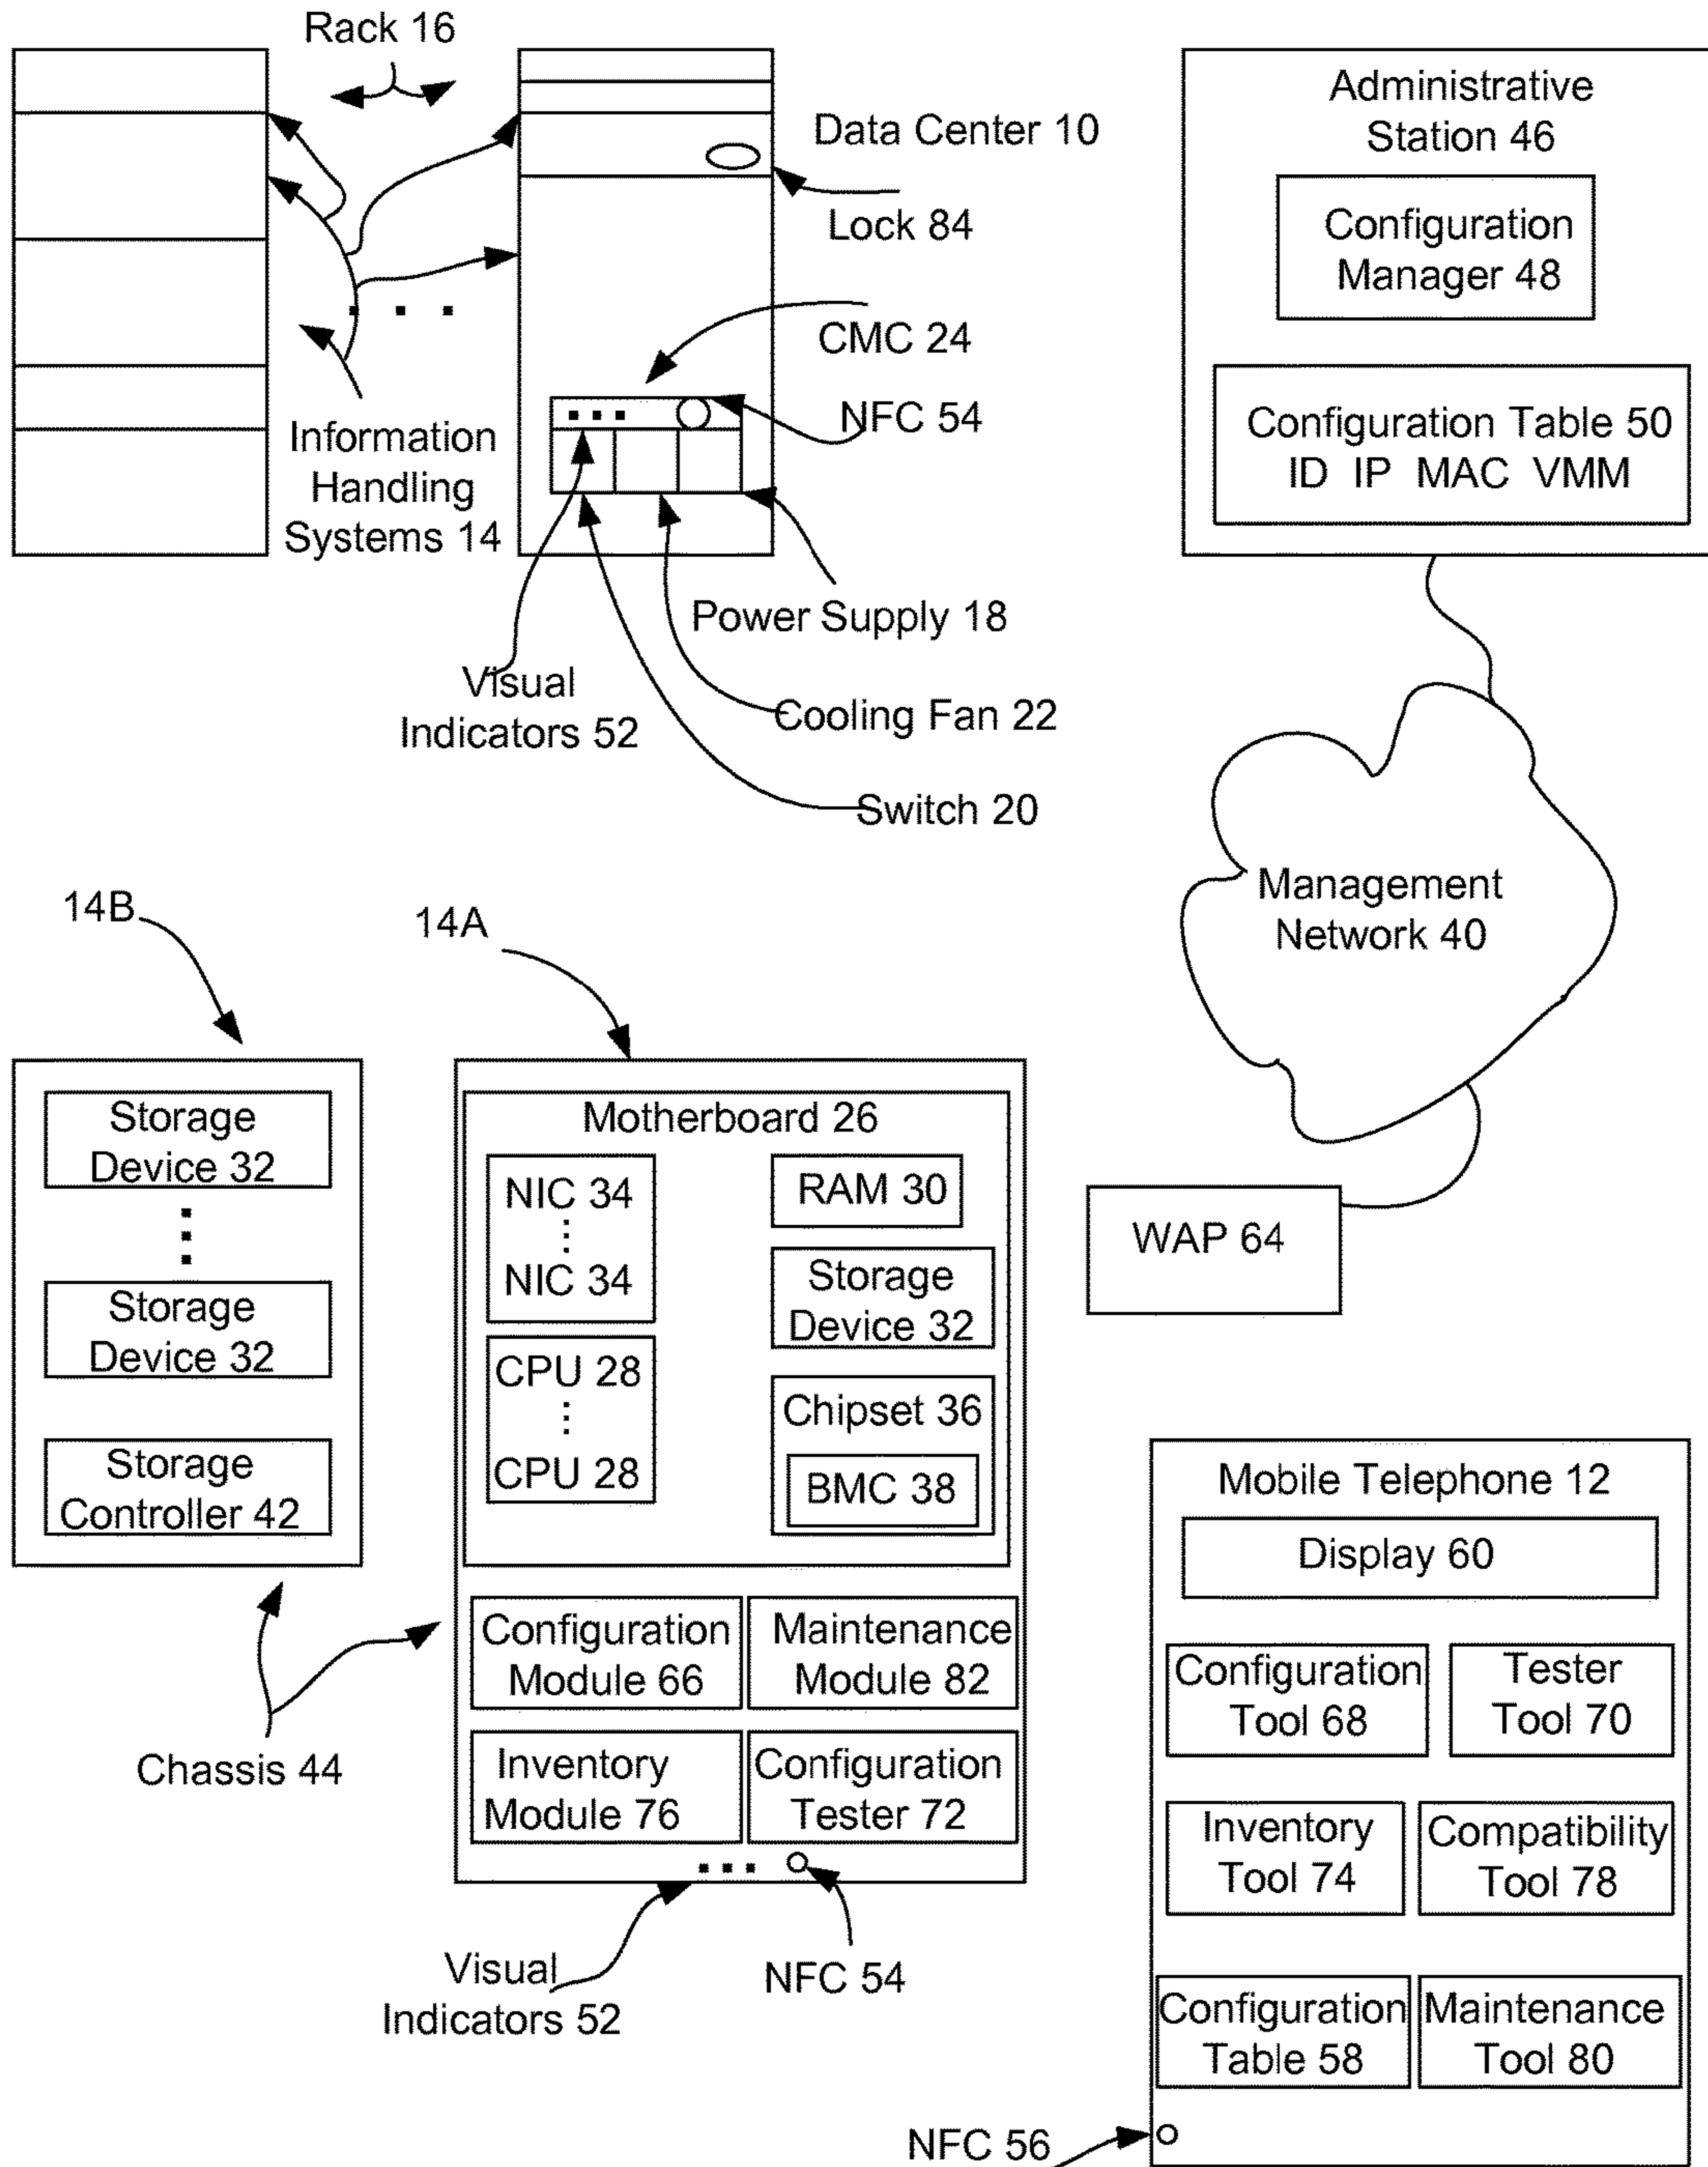 Rack 16
Data Center 10
Lock 84
CMC 24
NFC 54
Information
Handling
Systems 14
Power Supply 18
Visual
Indicators 52
Cooling Fan 22
Switch 20
Administrative
Station 46
Configuration
Manager 48
Configuration Table 50
ID IP MAC VMM
Management
Network 40
WAP 64
14B
14A
Storage
Device 32
Storage
Device 32
Storage
Controller 42
Chassis 44
Motherboard 26
NIC 34
NIC 34
CPU 28
CPU 28
RAM 30
Storage
Device 32
Chipset 36
BMC 38
Configuration
Module 66
Maintenance
Module 82
Inventory
Module 76
Configuration
Tester 72
Visual
Indicators 52
NFC 54
Mobile Telephone 12
Display 60
Configuration
Tool 68
Tester
Tool 70
Inventory
Tool 74
Compatibility
Tool 78
Configuration
Table 58
Maintenance
Tool 80
NFC 56